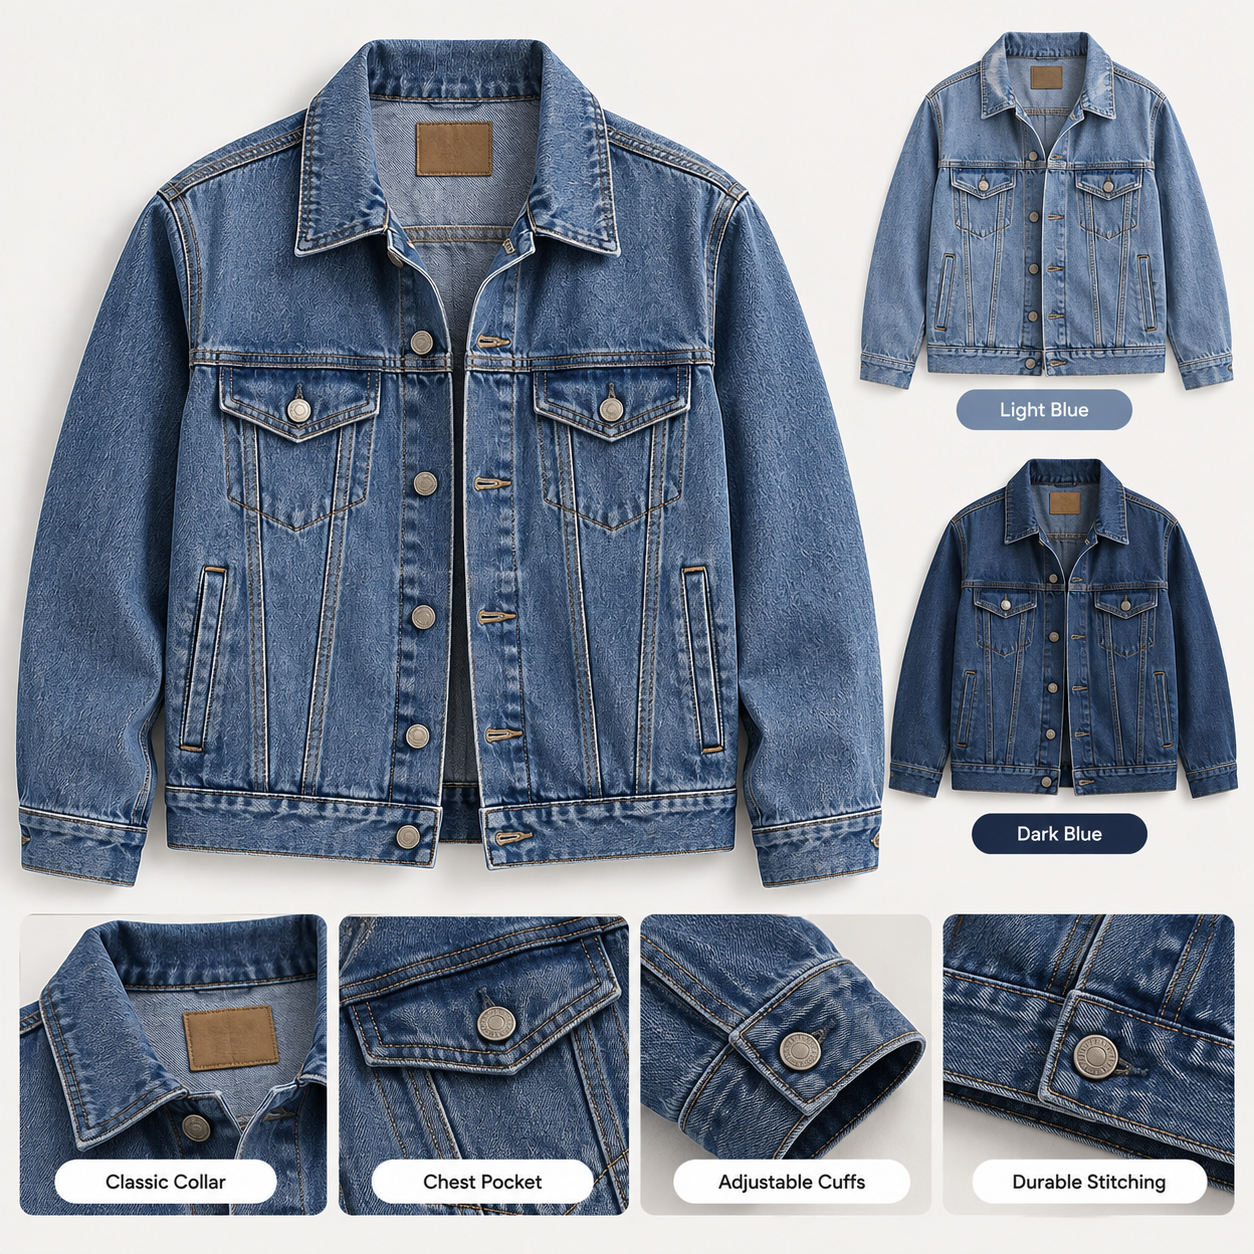 Light Blue
Dark Blue
Classic Collar
Chest Pocket
Adjustable Cuffs
Durable Stitching